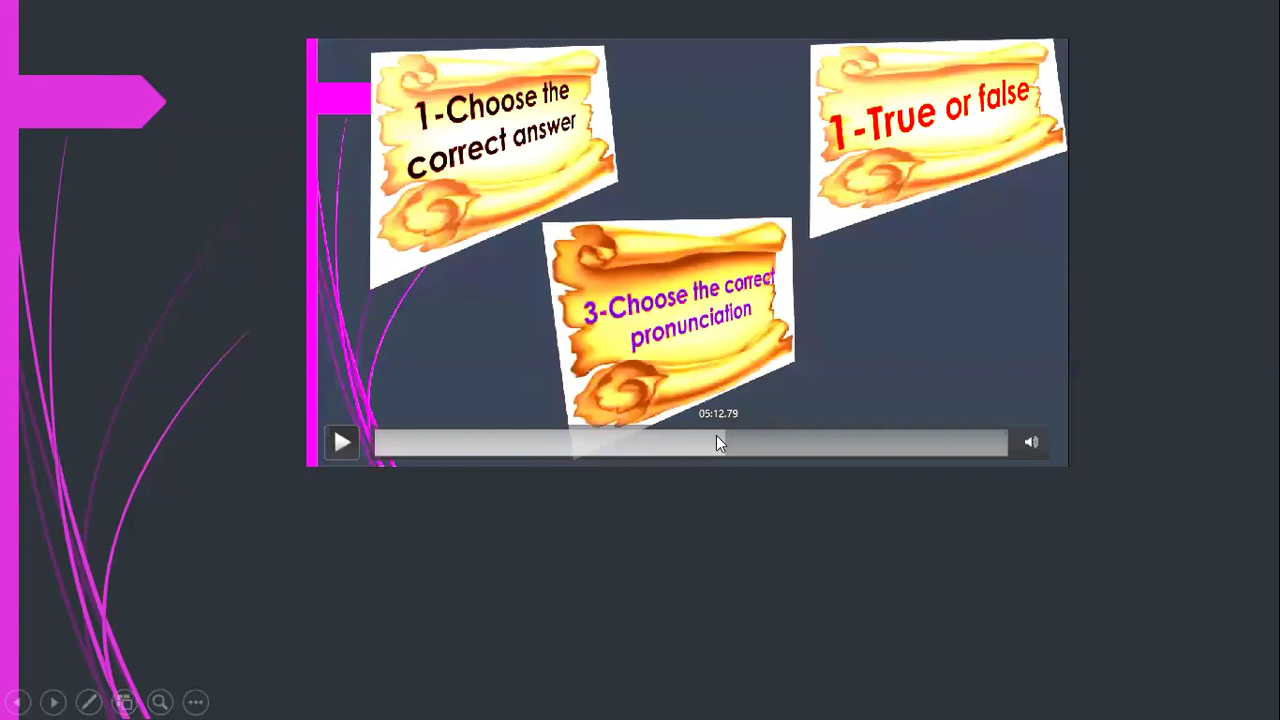 1-Choose the
correct answer
1-True or false
3-Choose the correct
pronunciation
05:12.79